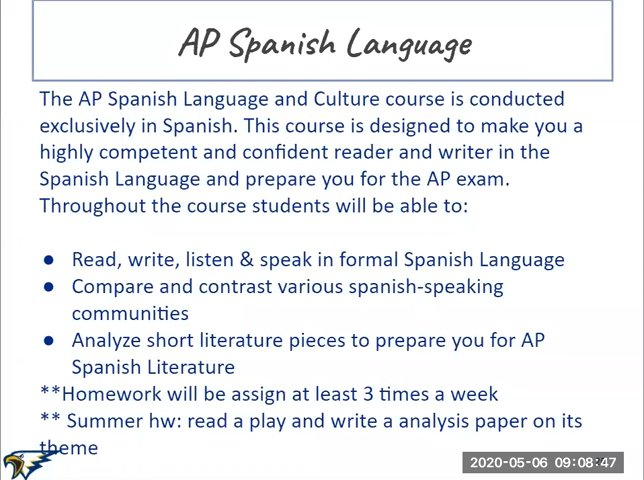 AP Spanish Language
The AP Spanish Language and Culture course is conducted
exclusively in Spanish. This course is designed to make you a
highly competent and confident reader and writer in the
Spanish Language and prepare you for the AP exam.
Throughout the course students will be able to:
● Read, write, listen & speak in formal Spanish Language
● Compare and contrast various spanish-speaking
communities
● Analyze short literature pieces to prepare you for AP
Spanish Literature
**Homework will be assign at least 3 times a week
** Summer hw: read a play and write a analysis paper on its
theme
2020-05-06 09:08:47